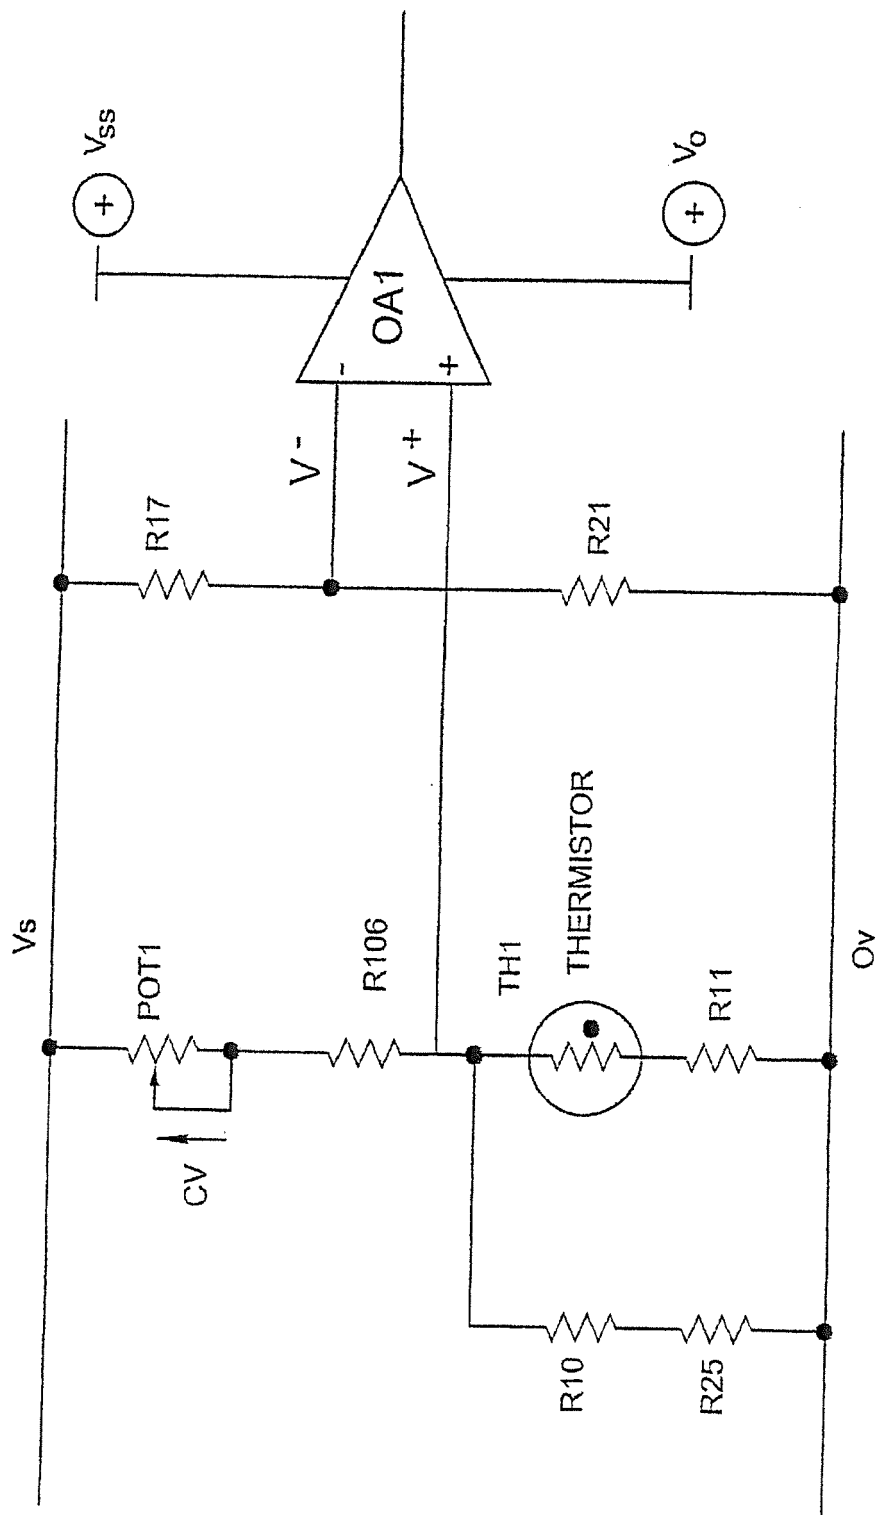 Vs
POT1
CV
R106
TH1
THERMISTOR
R11
R10
R25
Ov
R17
R21
V -
V +
-
+
OA1
+ VSS
+ VO